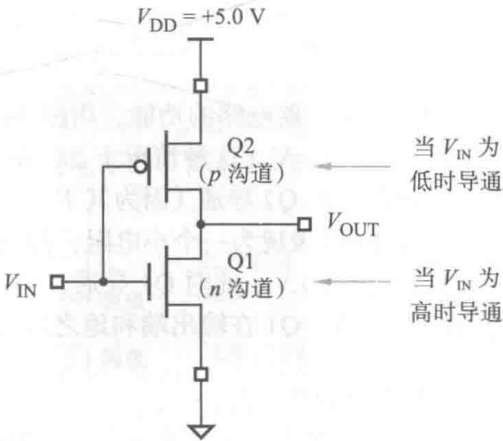 V_DD = +5.0 V
Q2
(p 沟道)
当 V_IN 为
低时导通
V_OUT
V_IN
Q1
(n 沟道)
当 V_IN 为
高时导通